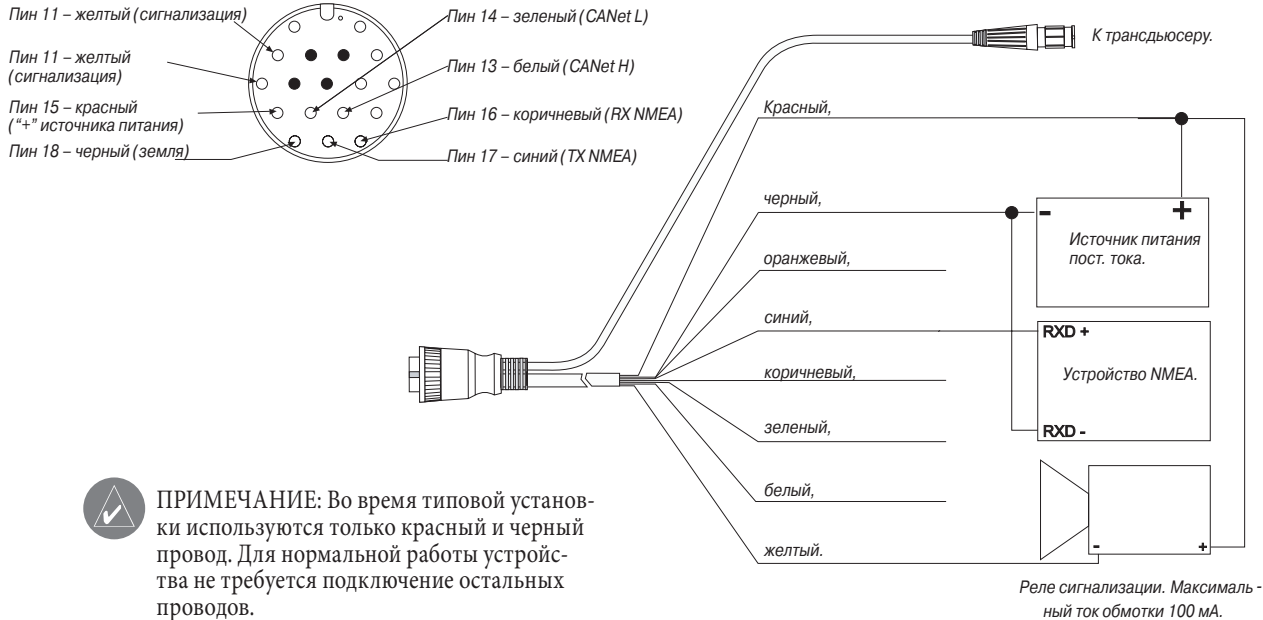 Пин 11 – желтый (сигнализация)
Пин 11 – желтый
(сигнализация)
Пин 15 – красный
(“+” источника питания)
Пин 18 – черный (земля)
Пин 14 – зеленый (CANet L)
Пин 13 – белый (CANet H)
Пин 16 – коричневый (RX NMEA)
Пин 17 – синий (TX NMEA)
К трансдьюсеру.
Красный,
черный,
оранжевый,
синий,
коричневый,
зеленый,
белый,
желтый.
- +
Источник питания
пост. тока.
RXD +
Устройство NMEA.
RXD -
- +
Реле сигнализации. Максималь -
ный ток обмотки 100 мА.
ПРИМЕЧАНИЕ: Во время типовой установ-
ки используются только красный и черный
провод. Для нормальной работы устройс-
тва не требуется подключение остальных
проводов.